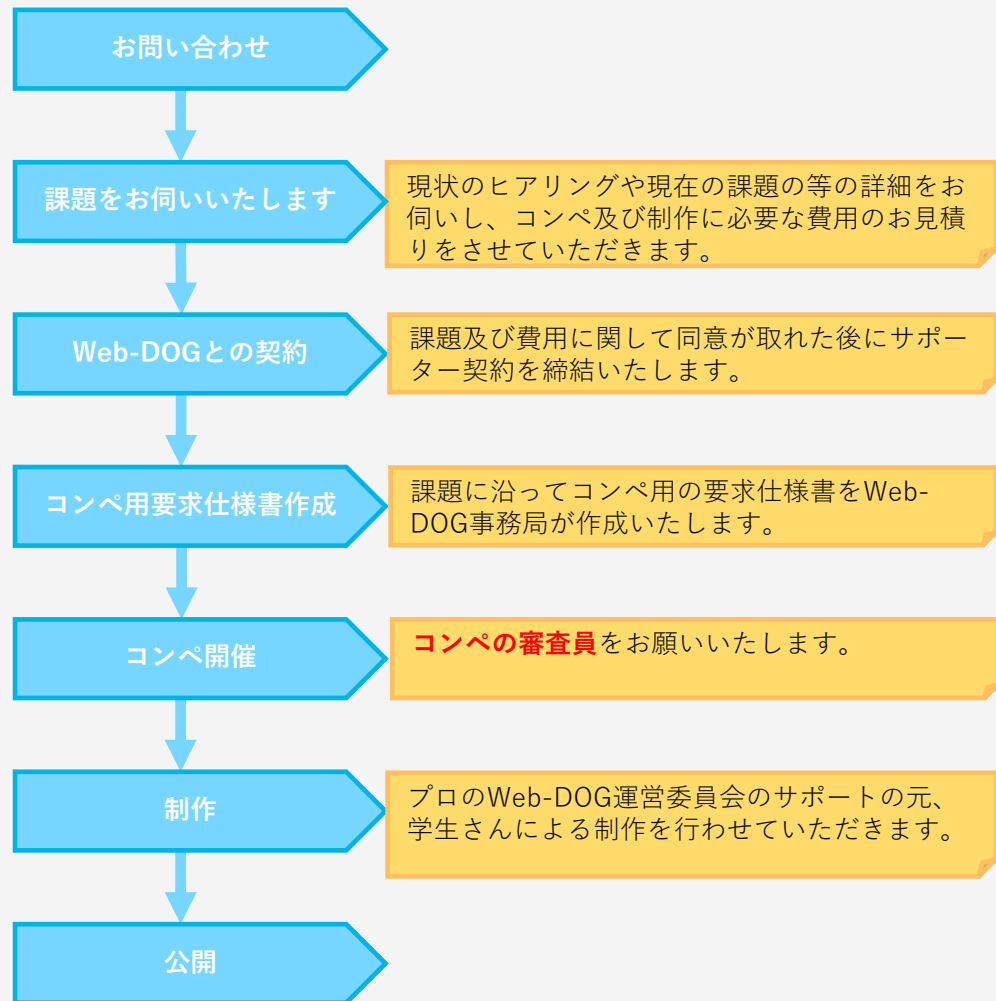 お問い合わせ
課題をお伺いいたします
現状のヒアリングや現在の課題の等の詳細をお
伺いし、コンペ及び制作に必要な費用のお見積
りをさせていただきます。
Web-DOGとの契約
課題及び費用に関して同意が取れた後にサポー
ター契約を締結いたします。
コンペ用要求仕様書作成
課題に沿ってコンペ用の要求仕様書をWeb-
DOG事務局が作成いたします。
コンペ開催
コンペの審査員をお願いいたします。
制作
プロのWeb-DOG運営委員会のサポートの元、
学生さんによる制作を行わせていただきます。
公開